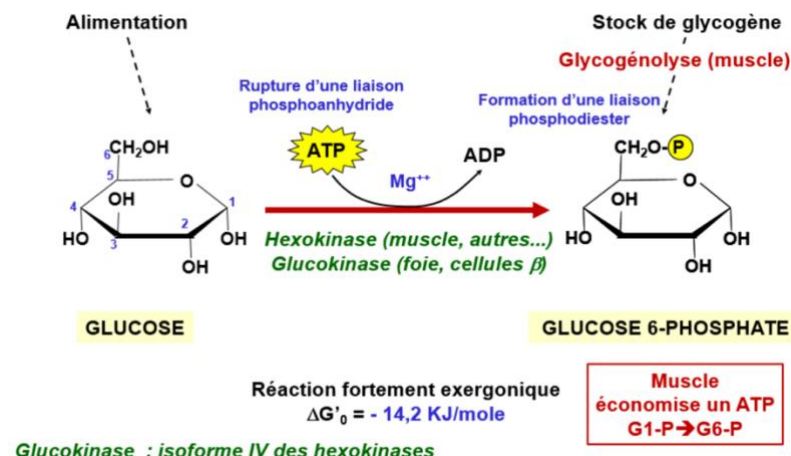 Alimentation
Stock de glycogène
Glycogénolyse (muscle)
Rupture d'une liaison
phosphoanhydride
Formation d'une liaison
phosphodiester
6 CH2OH
ATP
ADP
CH2O-P
Mg++
5
O
O
OH
4
1
OH
2
HO
3
OH
OH
HO
OH
OH
Hexokinase (muscle, autres...)
Glucokinase (foie, cellules β)
GLUCOSE
GLUCOSE 6-PHOSPHATE
Réaction fortement exergonique
ΔG'0 = - 14,2 KJ/mole
Muscle
économise un ATP
G1-P➔G6-P
Glucokinase : isoforme IV des hexokinases